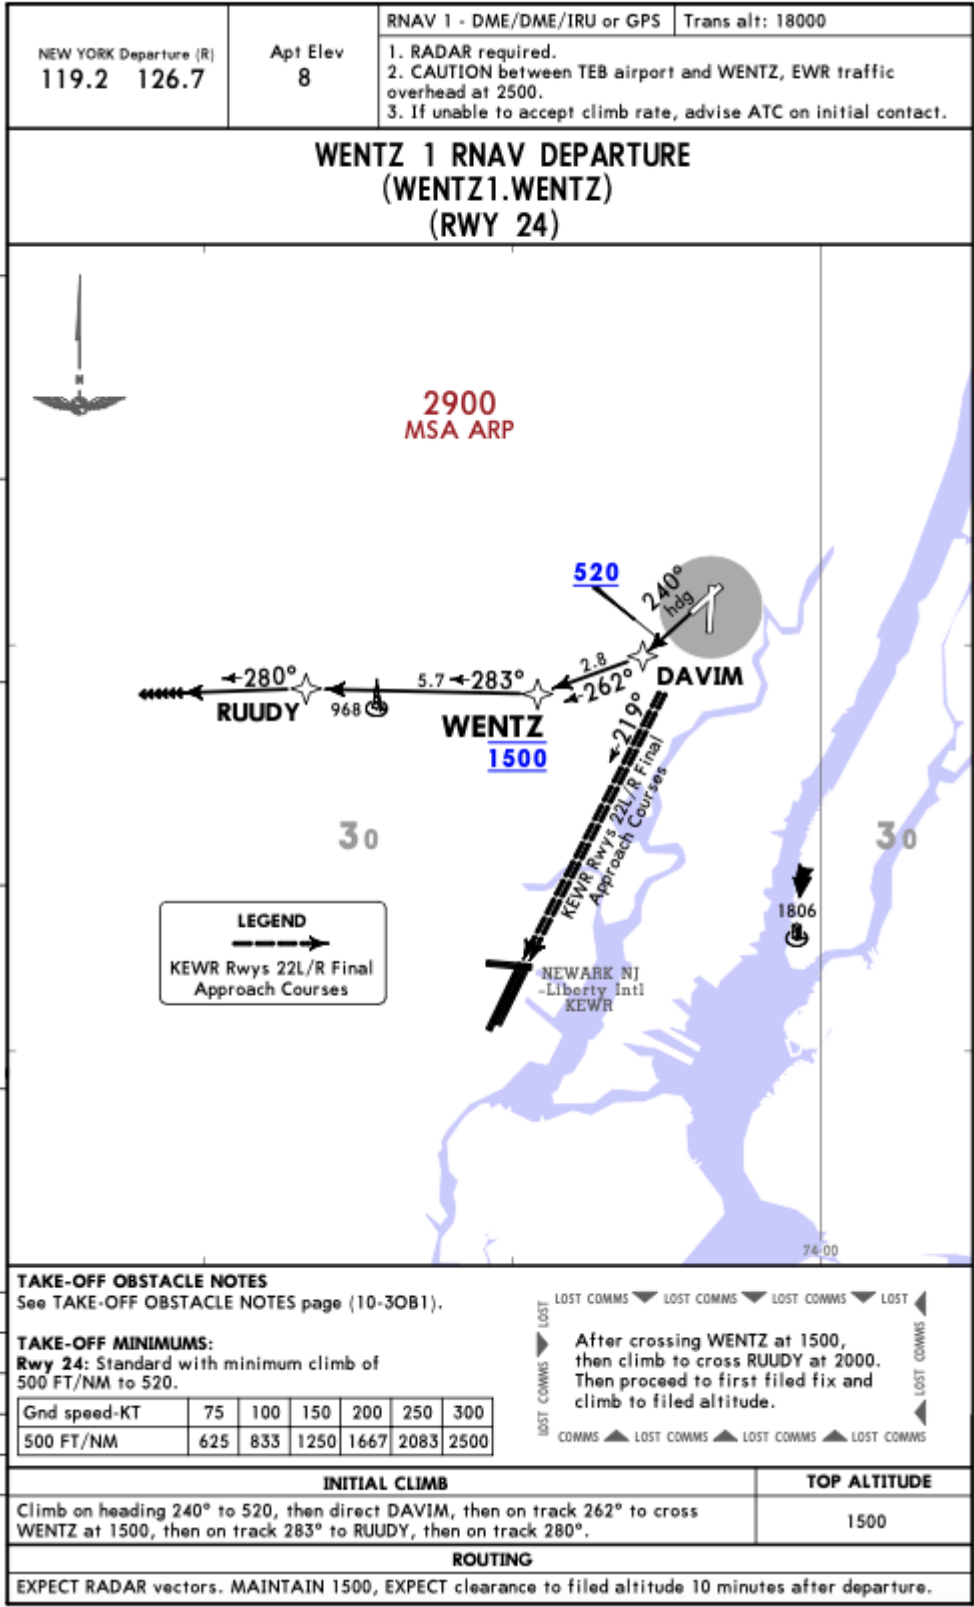 NEW YORK Departure (R)
119.2 126.7
Apt Elev
8
RNAV 1 - DME/DME/IRU or GPS
Trans alt: 18000
1. RADAR required.
2. CAUTION between TEB airport and WENTZ, EWR traffic
overhead at 2500.
3. If unable to accept climb rate, advise ATC on initial contact.
WENTZ 1 RNAV DEPARTURE
(WENTZ1.WENTZ)
(RWY 24)
N
2900
MSA ARP
520
240°
hdg
DAVIM
2.8
262°
5.7
283°
280°
RUUDY
968
WENTZ
1500
219°
KEWR Rwys 22L/R Final
Approach Courses
30
30
1806
LEGEND
KEWR Rwys 22L/R Final
Approach Courses
NEWARK NJ
-Liberty Intl
KEWR
74-00
TAKE-OFF OBSTACLE NOTES
See TAKE-OFF OBSTACLE NOTES page (10-3OB1).
TAKE-OFF MINIMUMS:
Rwy 24: Standard with minimum climb of
500 FT/NM to 520.
Gnd speed-KT 75 100 150 200 250 300
500 FT/NM 625 833 1250 1667 2083 2500
LOST COMMS LOST COMMS LOST COMMS LOST
LOST COMMS
After crossing WENTZ at 1500,
then climb to cross RUUDY at 2000.
Then proceed to first filed fix and
climb to filed altitude.
LOST COMMS
LOST
LOST COMMS
COMMS LOST COMMS LOST COMMS LOST COMMS
INITIAL CLIMB
TOP ALTITUDE
Climb on heading 240° to 520, then direct DAVIM, then on track 262° to cross
WENTZ at 1500, then on track 283° to RUUDY, then on track 280°.
1500
ROUTING
EXPECT RADAR vectors. MAINTAIN 1500, EXPECT clearance to filed altitude 10 minutes after departure.